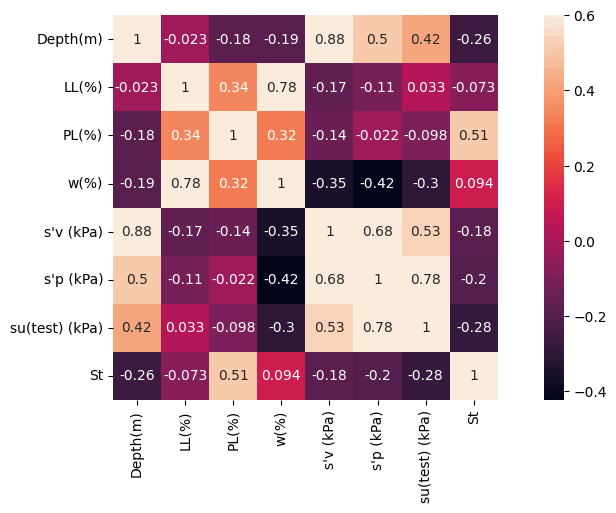 Depth(m) 1 -0.023 -0.18 -0.19 0.88 0.5 0.42 -0.26
LL(%) -0.023 1 0.34 0.78 -0.17 -0.11 0.033 -0.073
PL(%) -0.18 0.34 1 0.32 -0.14 -0.022 -0.098 0.51
w(%) -0.19 0.78 0.32 1 -0.35 -0.42 -0.3 0.094
s'v (kPa) 0.88 -0.17 -0.14 -0.35 1 0.68 0.53 -0.18
s'p (kPa) 0.5 -0.11 -0.022 -0.42 0.68 1 0.78 -0.2
su(test) (kPa) 0.42 0.033 -0.098 -0.3 0.53 0.78 1 -0.28
St -0.26 -0.073 0.51 0.094 -0.18 -0.2 -0.28 1
Depth(m) LL(%) PL(%) w(%) s'v (kPa) s'p (kPa) su(test) (kPa) St
0.6
0.4
0.2
0.0
-0.2
-0.4